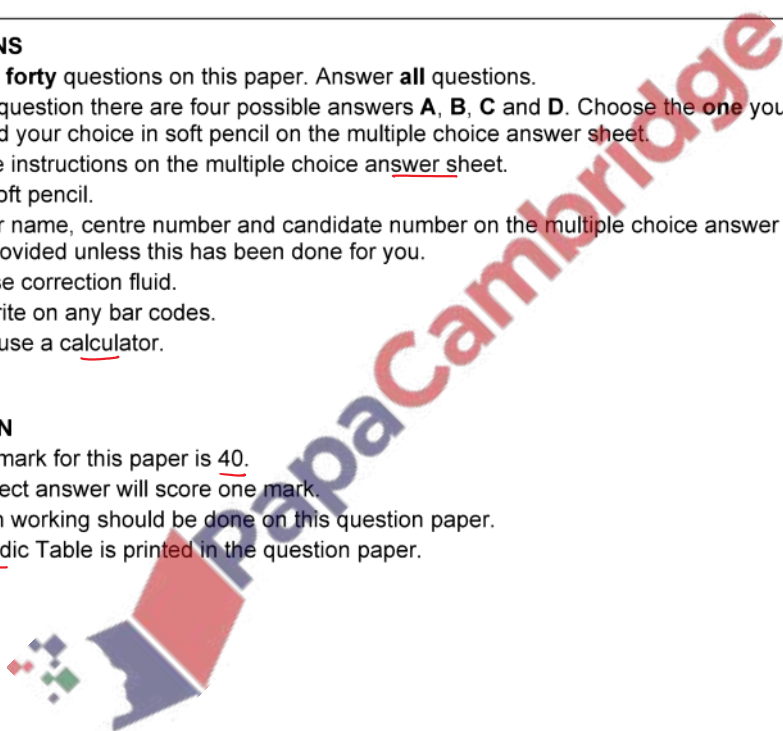 NS
forty questions on this paper. Answer all questions.
question there are four possible answers A, B, C and D. Choose the one you
d your choice in soft pencil on the multiple choice answer sheet.
e instructions on the multiple choice answer sheet.
oft pencil.
r name, centre number and candidate number on the multiple choice answer
ovided unless this has been done for you.
se correction fluid.
rite on any bar codes.
use a calculator.
N
mark for this paper is 40.
ect answer will score one mark.
n working should be done on this question paper.
dic Table is printed in the question paper.
PapaCambridge